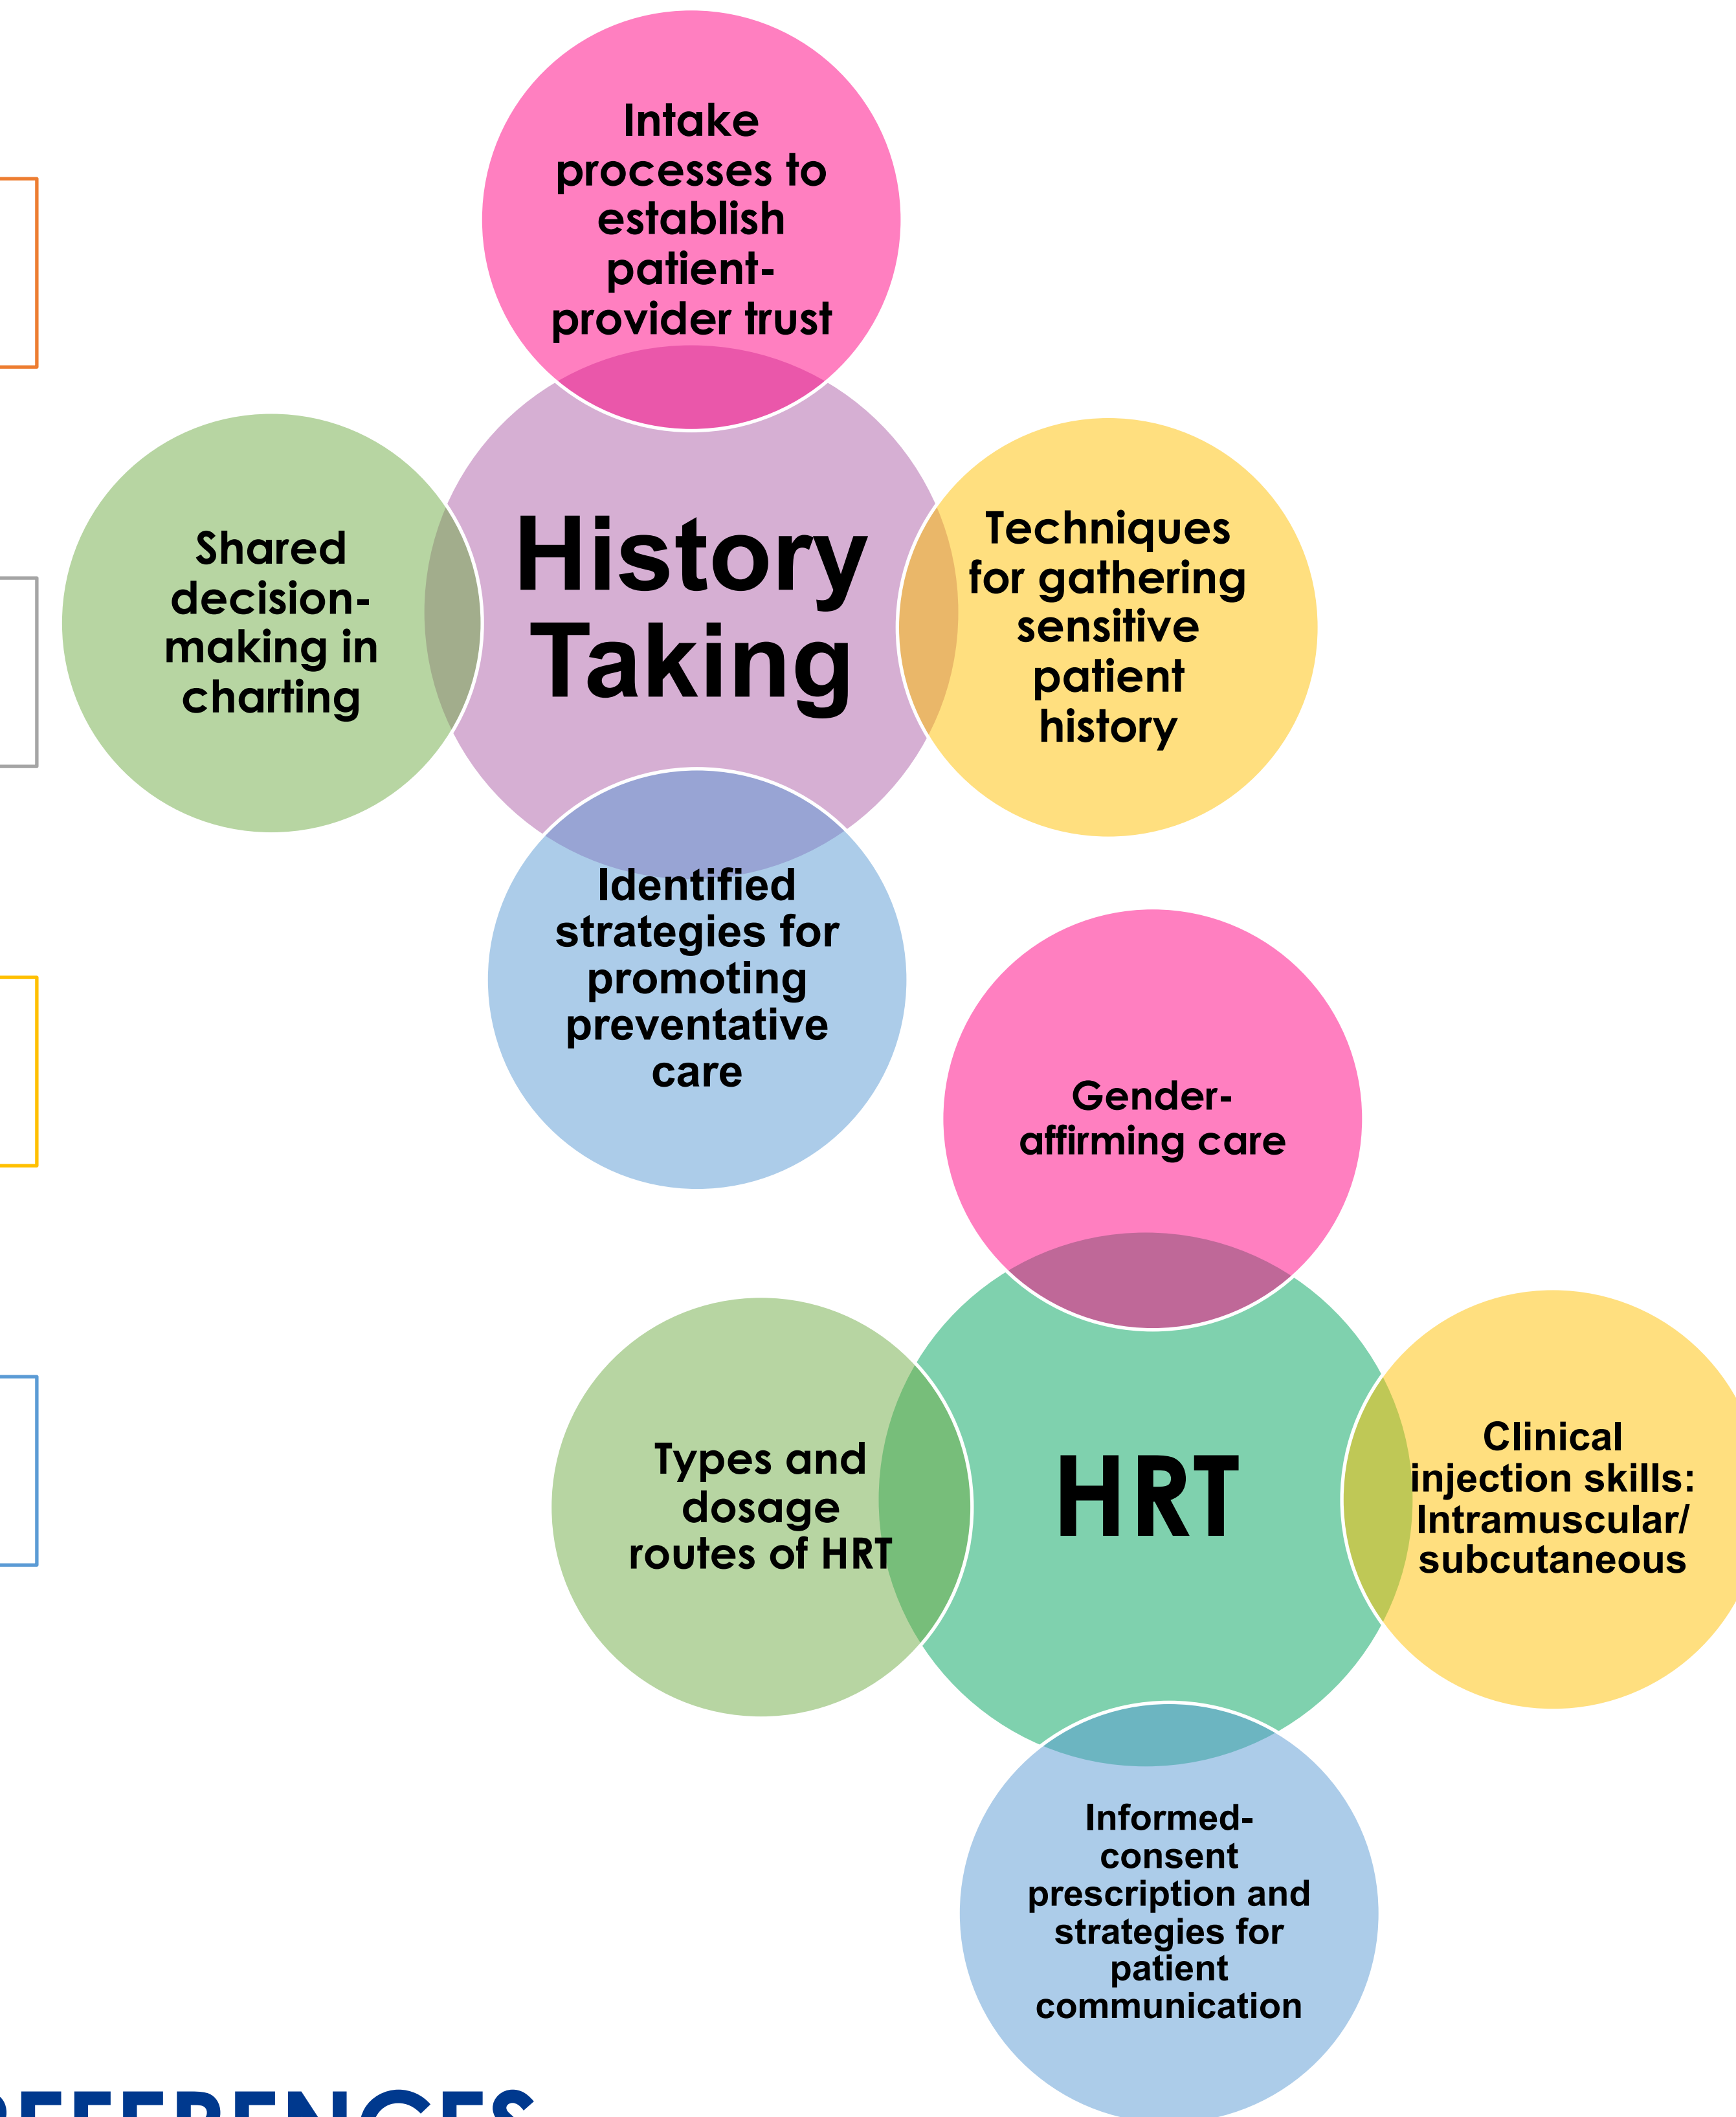 Intake
processes to
establish
patient-
provider trust
Shared
decision-
making in
charting
History
Taking
Techniques
for gathering
sensitive
patient
history
Identified
strategies for
promoting
preventative
care
Gender-
affirming care
Types and
dosage
routes of HRT
HRT
Clinical
injection skills:
Intramuscular/
subcutaneous
Informed-
consent
prescription and
strategies for
patient
communication
REFERENCES